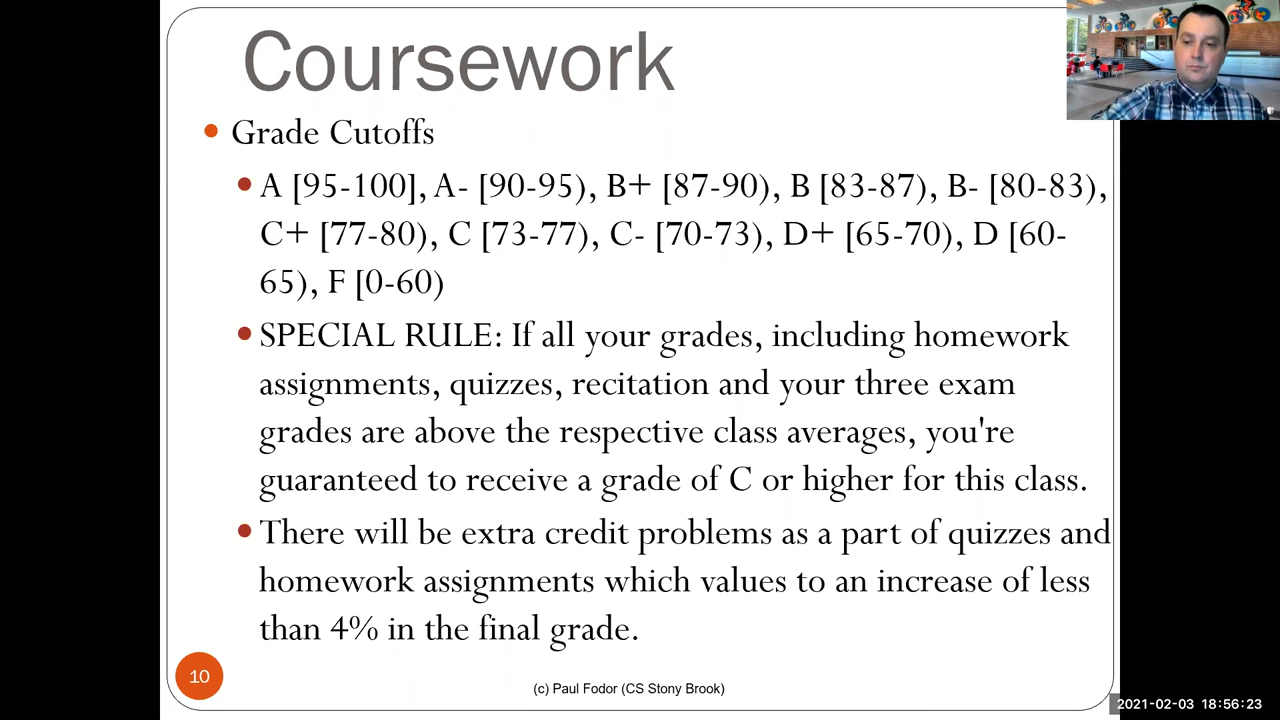 Coursework
• Grade Cutoffs
• A [95-100], A- [90-95), B+ [87-90), B [83-87), B- [80-83),
C+ [77-80), C [73-77), C- [70-73), D+ [65-70), D [60-
65), F [0-60)
• SPECIAL RULE: If all your grades, including homework
assignments, quizzes, recitation and your three exam
grades are above the respective class averages, you're
guaranteed to receive a grade of C or higher for this class.
• There will be extra credit problems as a part of quizzes and
homework assignments which values to an increase of less
than 4% in the final grade.
10
(c) Paul Fodor (CS Stony Brook)
2021-02-03 18:56:23